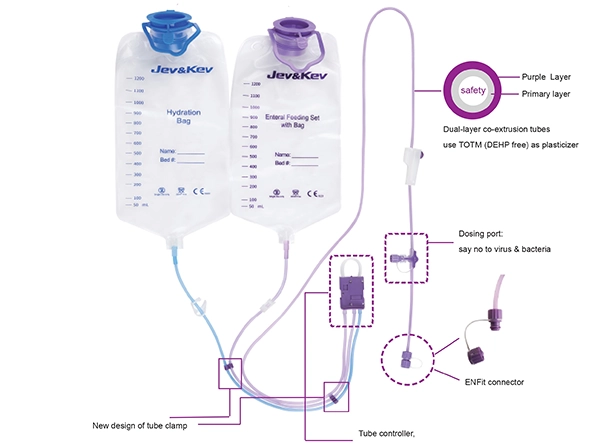 Jev&Kev
1200
1100
1000
900
800
700
600
500
400
300
200
100
50 mL
Hydration
Bag
Name:
Bed #:
Jev&Kev
1200
1100
1000
900
800
700
600
500
400
300
200
100
50 mL
Enteral Feeding Set
with Bag
Name:
Bed #:
safety
Purple Layer
Primary layer
Dual-layer co-extrusion tubes
use TOTM (DEHP free) as plasticizer
Dosing port:
say no to virus & bacteria
ENFit connector
New design of tube clamp
Tube controller,